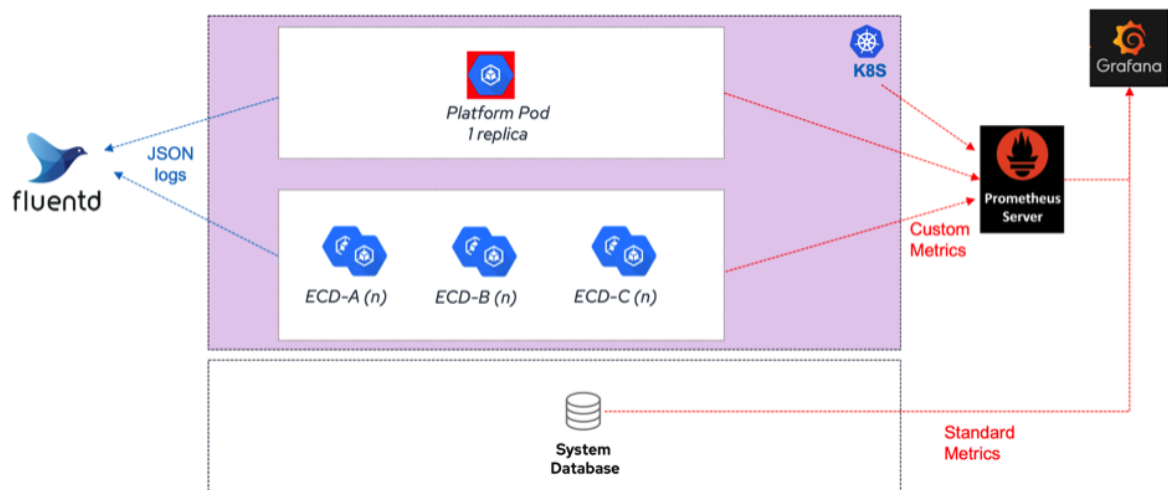 Grafana
K8S
Platform Pod
1 replica
JSON
logs
fluentd
Prometheus
Server
Custom
Metrics
ECD-A (n)
ECD-B (n)
ECD-C (n)
System
Database
Standard
Metrics